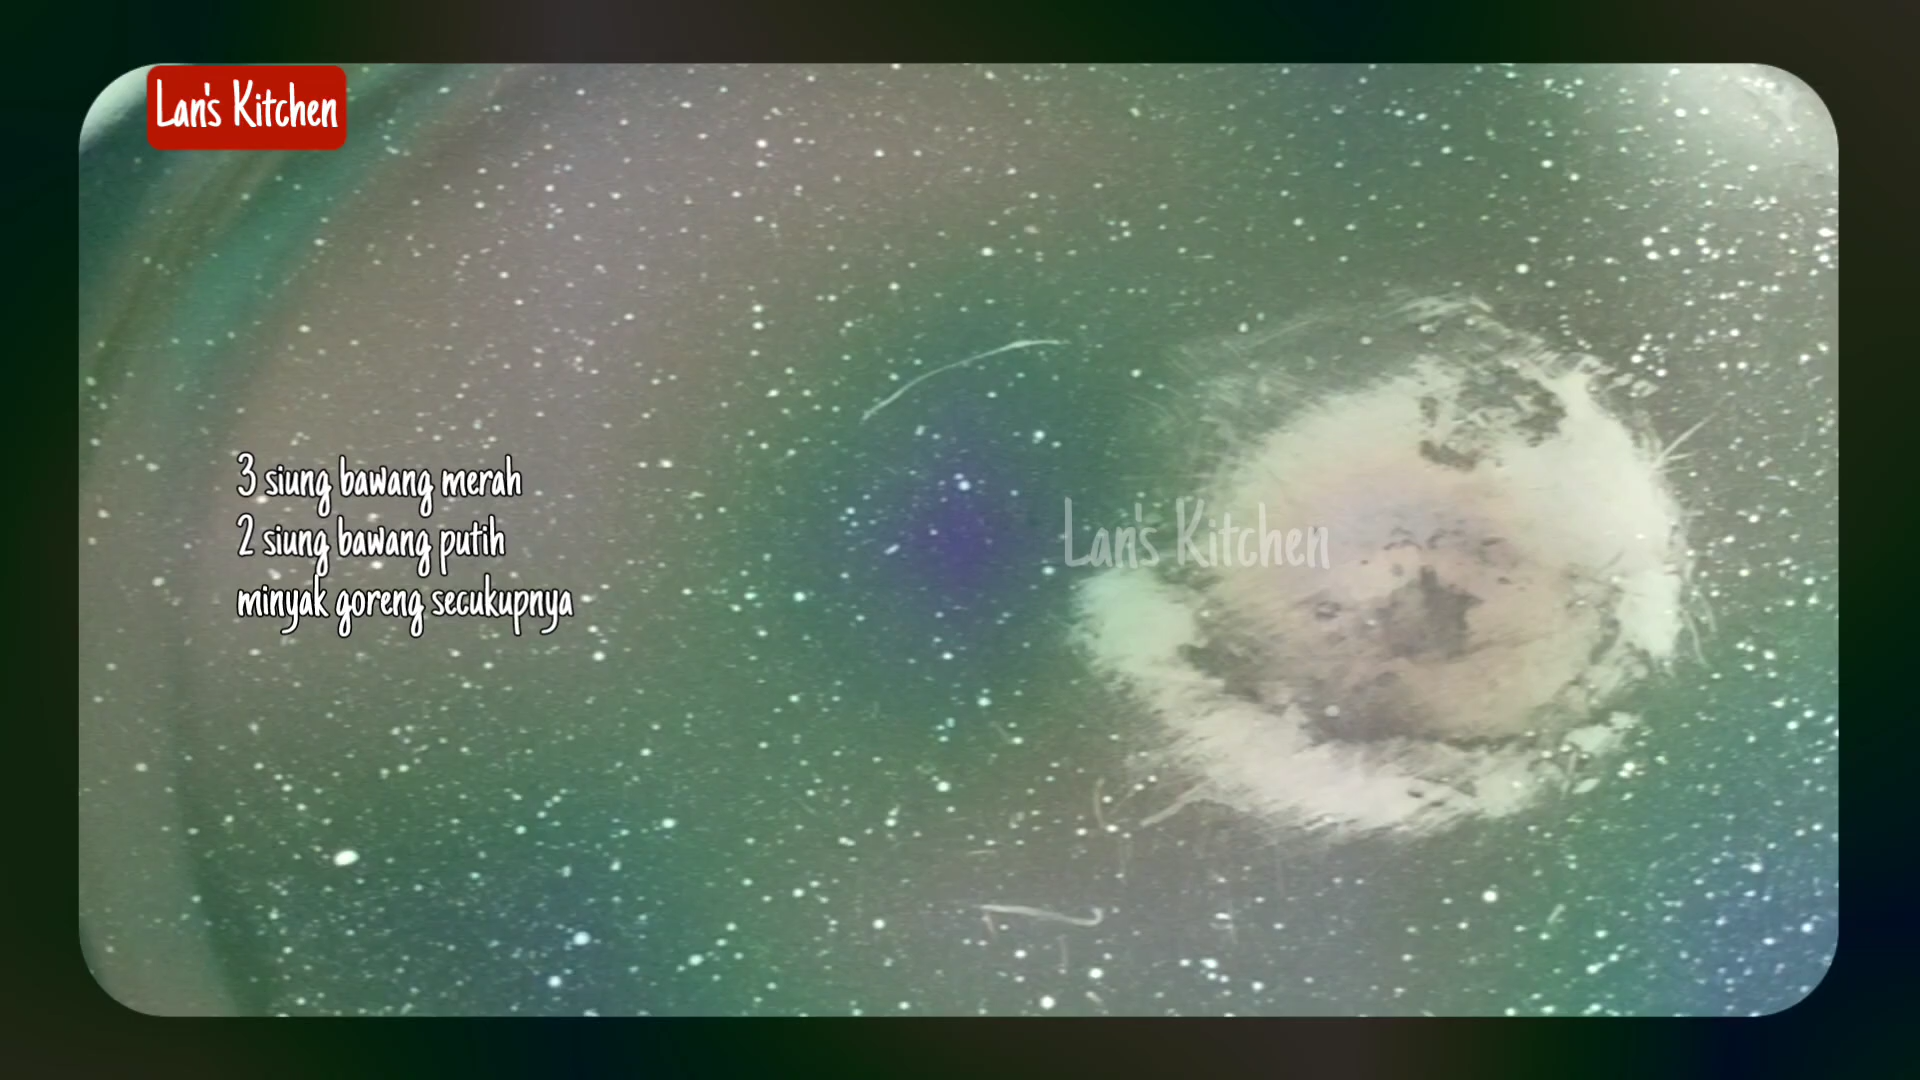 Lan's Kitchen
3 siung bawang merah
2 siung bawang putih
minyak goreng secukupnya
Lan's Kitchen